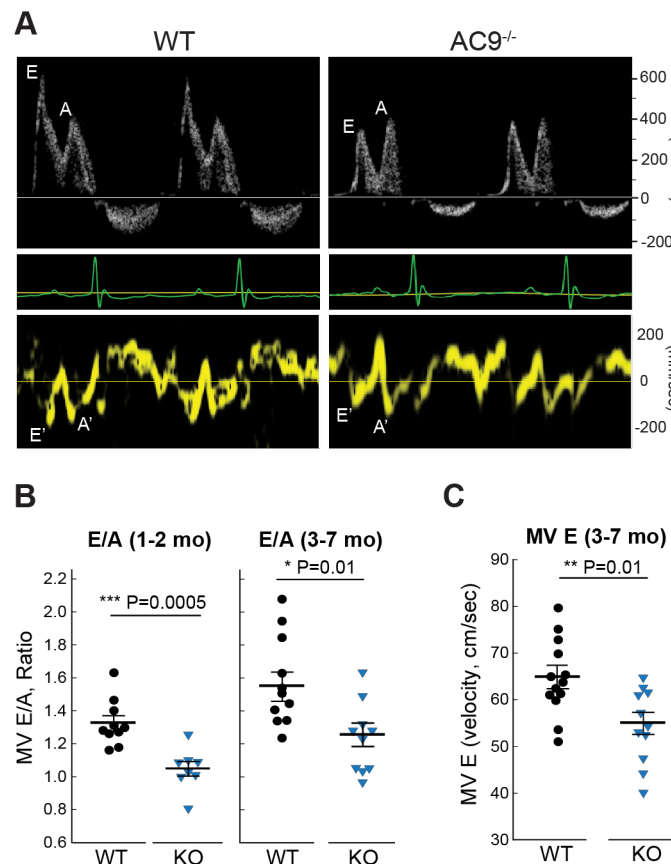 A
WT
AC9-/-
E
A
E
A
600
400
200
0
-200
E'
A'
E'
A'
200
0
-200
B
E/A (1-2 mo)
E/A (3-7 mo)
*** P=0.0005
* P=0.01
MV E/A, Ratio
2.2
2.0
1.8
1.6
1.4
1.2
1.0
0.8
0.6
WT
KO
WT
KO
C
MV E (3-7 mo)
** P=0.01
MV E (velocity, cm/sec)
90
80
70
60
50
40
30
WT
KO